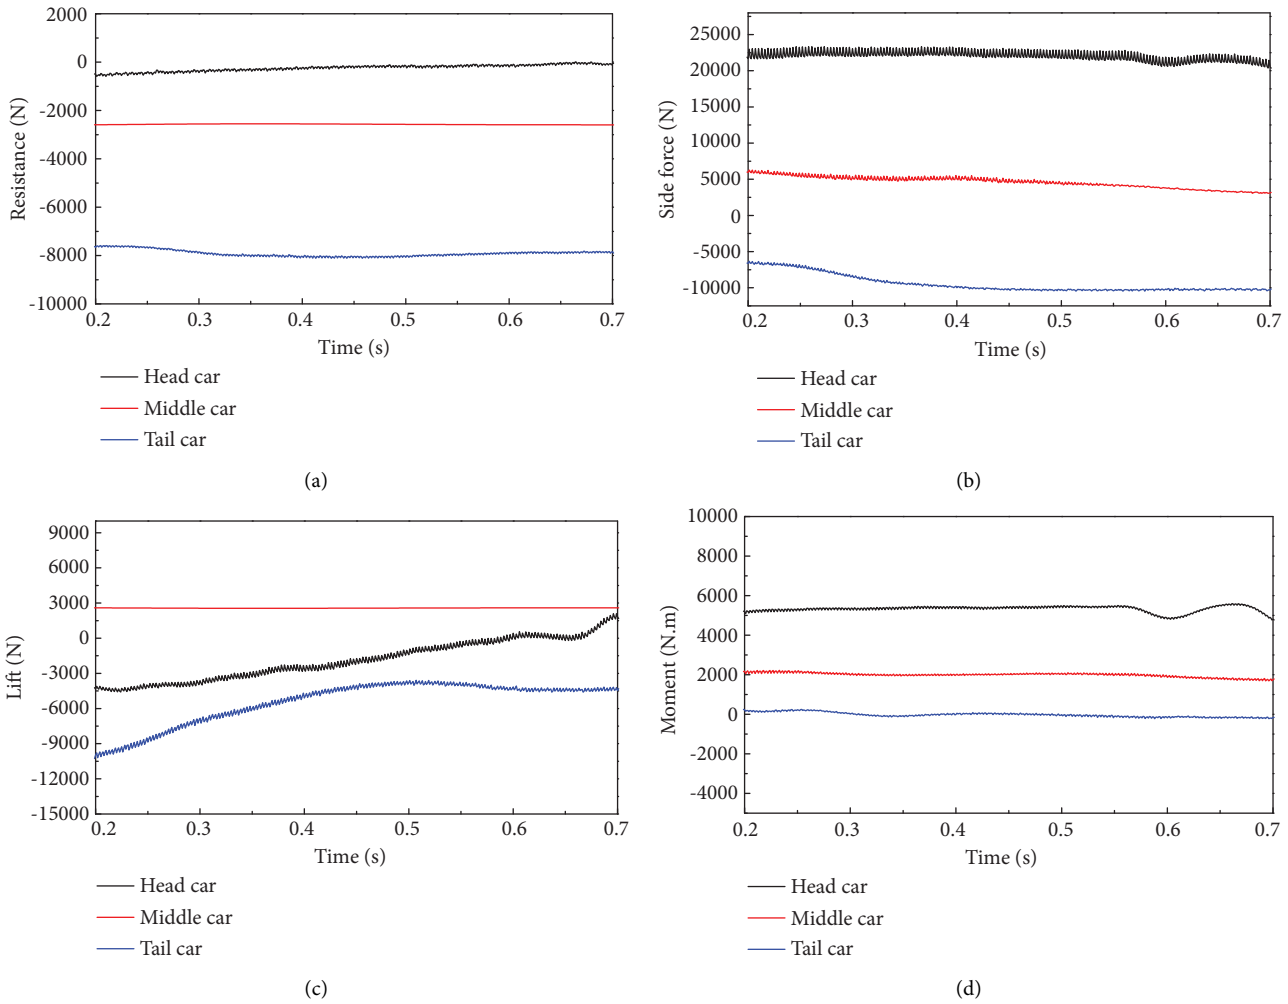 2000
0
-2000
-4000
-6000
-8000
-10000
Resistance (N)
0.2 0.3 0.4 0.5 0.6 0.7
Time (s)
Head car
Middle car
Tail car
(a)
25000
20000
15000
10000
5000
0
-5000
-10000
Side force (N)
0.2 0.3 0.4 0.5 0.6 0.7
Time (s)
Head car
Middle car
Tail car
(b)
9000
6000
3000
0
-3000
-6000
-9000
-12000
-15000
Lift (N)
0.2 0.3 0.4 0.5 0.6 0.7
Time (s)
Head car
Middle car
Tail car
(c)
10000
8000
6000
4000
2000
0
-2000
-4000
Moment (N.m)
0.2 0.3 0.4 0.5 0.6 0.7
Time (s)
Head car
Middle car
Tail car
(d)